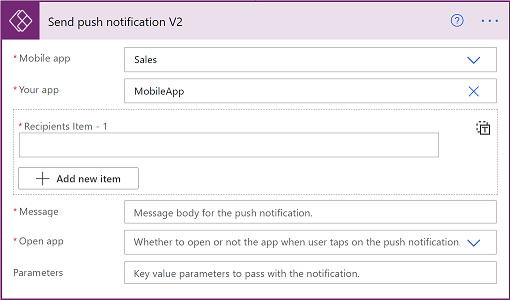 Send push notification V2
* Mobile app
Sales
* Your app
MobileApp
* Recipients Item - 1
Add new item
* Message
Message body for the push notification.
* Open app
Whether to open or not the app when user taps on the push notification.
Parameters
Key value parameters to pass with the notification.